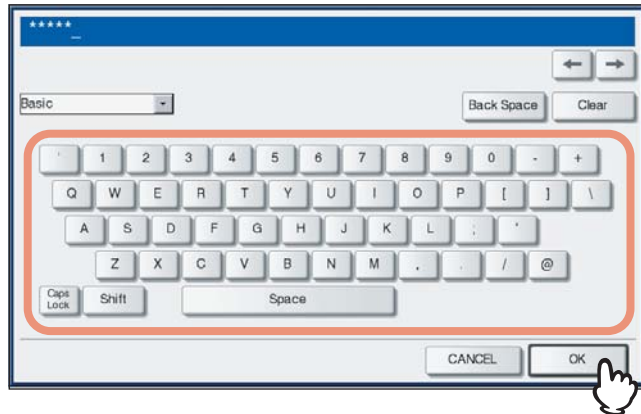 *****_
← →
Basic Back Space Clear
' 1 2 3 4 5 6 7 8 9 0 - +
Q W E R T Y U I O P [ ] \
A S D F G H J K L ; '
Z X C V B N M , . / @
Caps Lock Shift Space
CANCEL OK